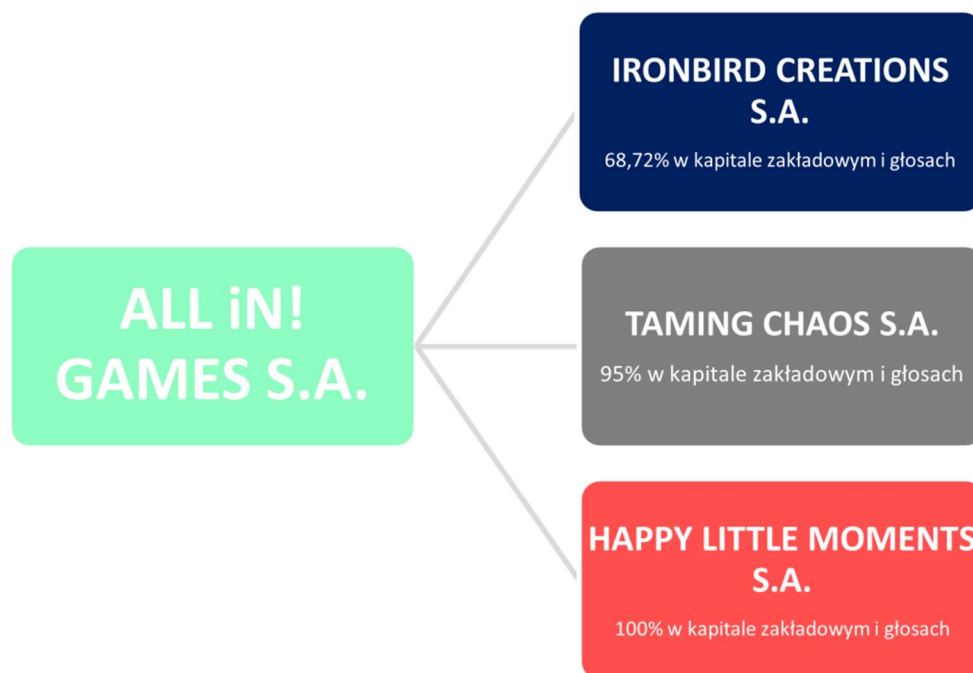 ALL iN!
GAMES S.A.
IRONBIRD CREATIONS
S.A.
68,72% w kapitale zakładowym i głosach
TAMING CHAOS S.A.
95% w kapitale zakładowym i głosach
HAPPY LITTLE MOMENTS
S.A.
100% w kapitale zakładowym i głosach